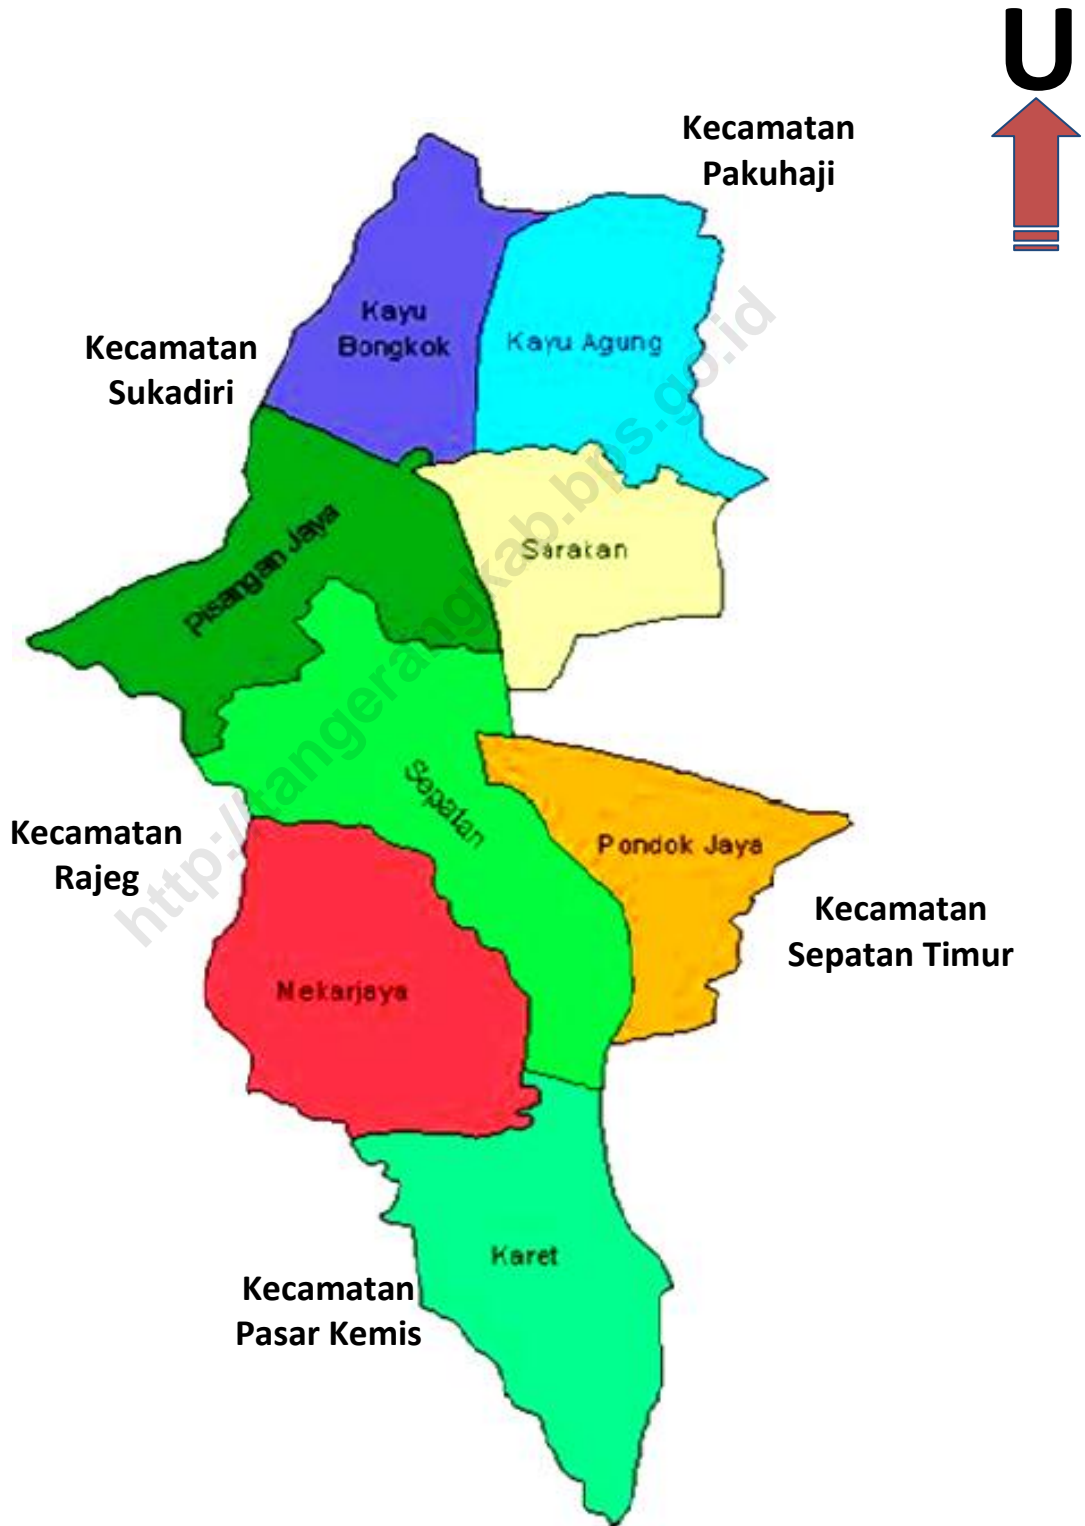 U
Kecamatan
Pakuhaji
Kayu
Bongkok
Kayu Agung
Kecamatan
Sukadiri
Sarakan
Pisangan Jaya
Sepatan
Kecamatan
Rajeg
Pondok Jaya
Kecamatan
Sepatan Timur
Mekarjaya
Karet
Kecamatan
Pasar Kemis
http://tangerangkab.bps.go.id